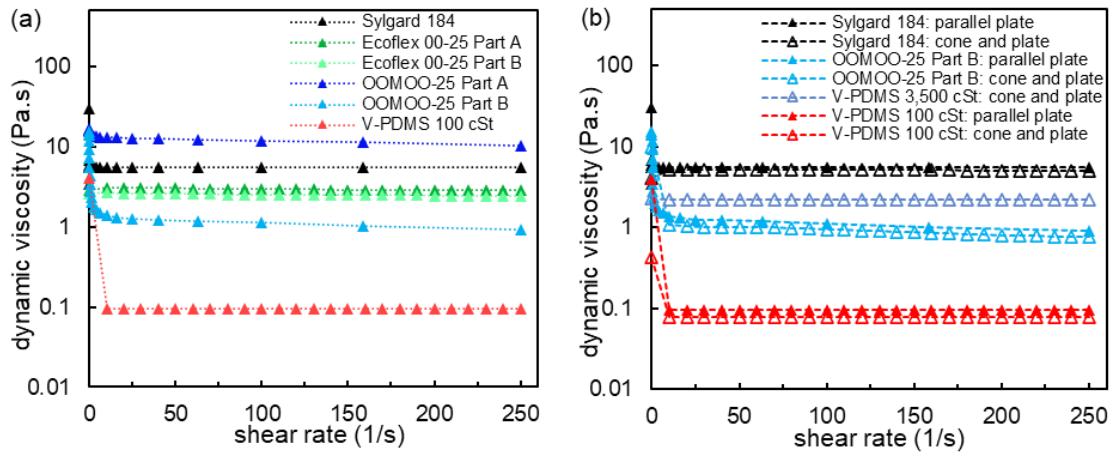 (a)
Sylgard 184
Ecoflex 00-25 Part A
Ecoflex 00-25 Part B
OOMOO-25 Part A
OOMOO-25 Part B
V-PDMS 100 cSt
dynamic viscosity (Pa.s)
100
10
1
0.1
0.01
0 50 100 150 200 250
shear rate (1/s)
(b)
Sylgard 184: parallel plate
Sylgard 184: cone and plate
OOMOO-25 Part B: parallel plate
OOMOO-25 Part B: cone and plate
V-PDMS 3,500 cSt: cone and plate
V-PDMS 100 cSt: parallel plate
V-PDMS 100 cSt: cone and plate
dynamic viscosity (Pa.s)
100
10
1
0.1
0.01
0 50 100 150 200 250
shear rate (1/s)